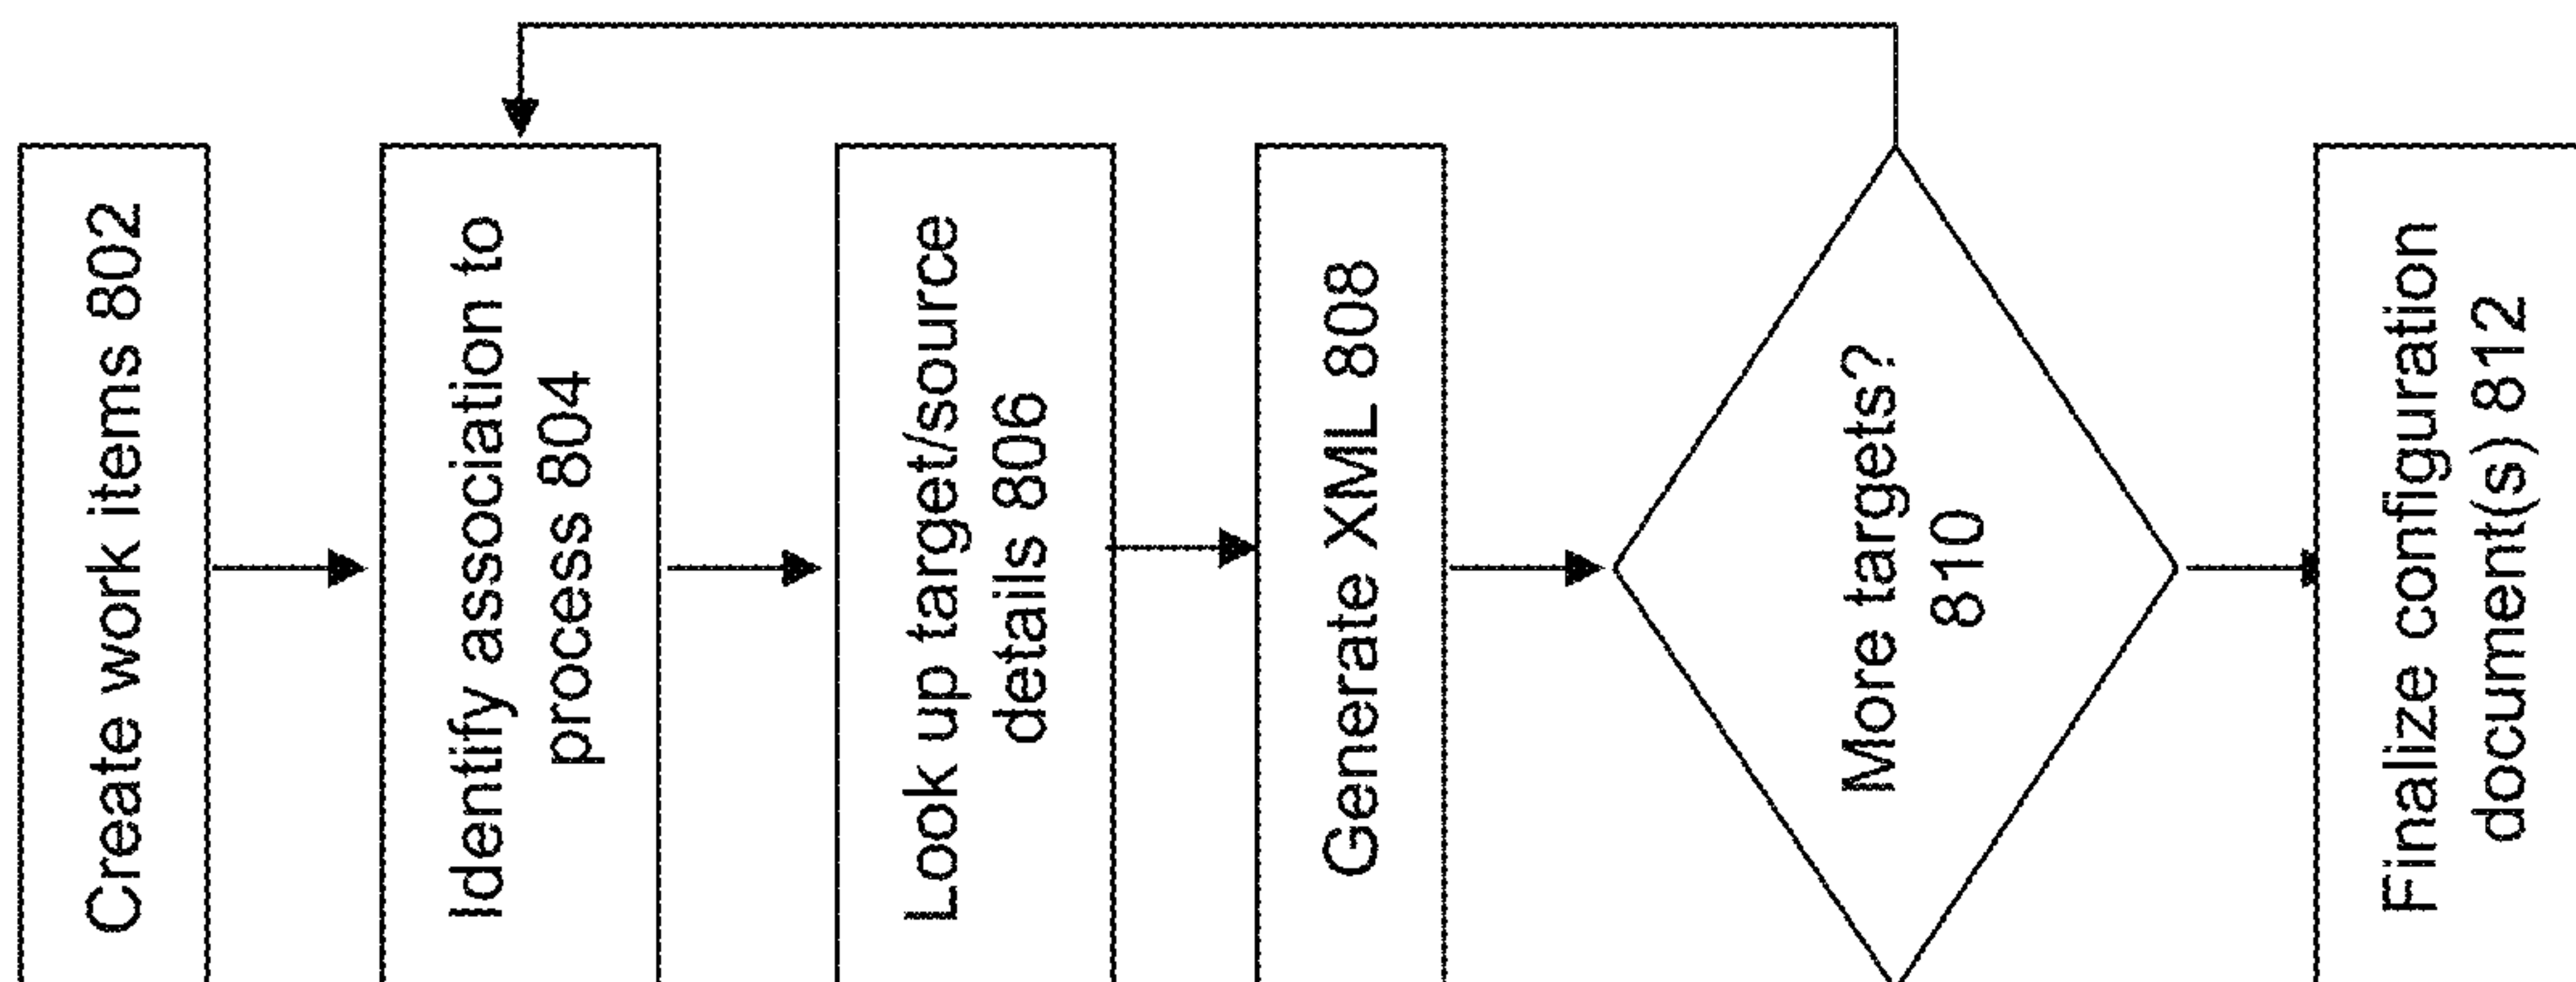 Create work items 802
Identify association to
process 804
Look up target/source
details 806
Generate XML 808
More targets?
810
Finalize configuration
document(s) 812